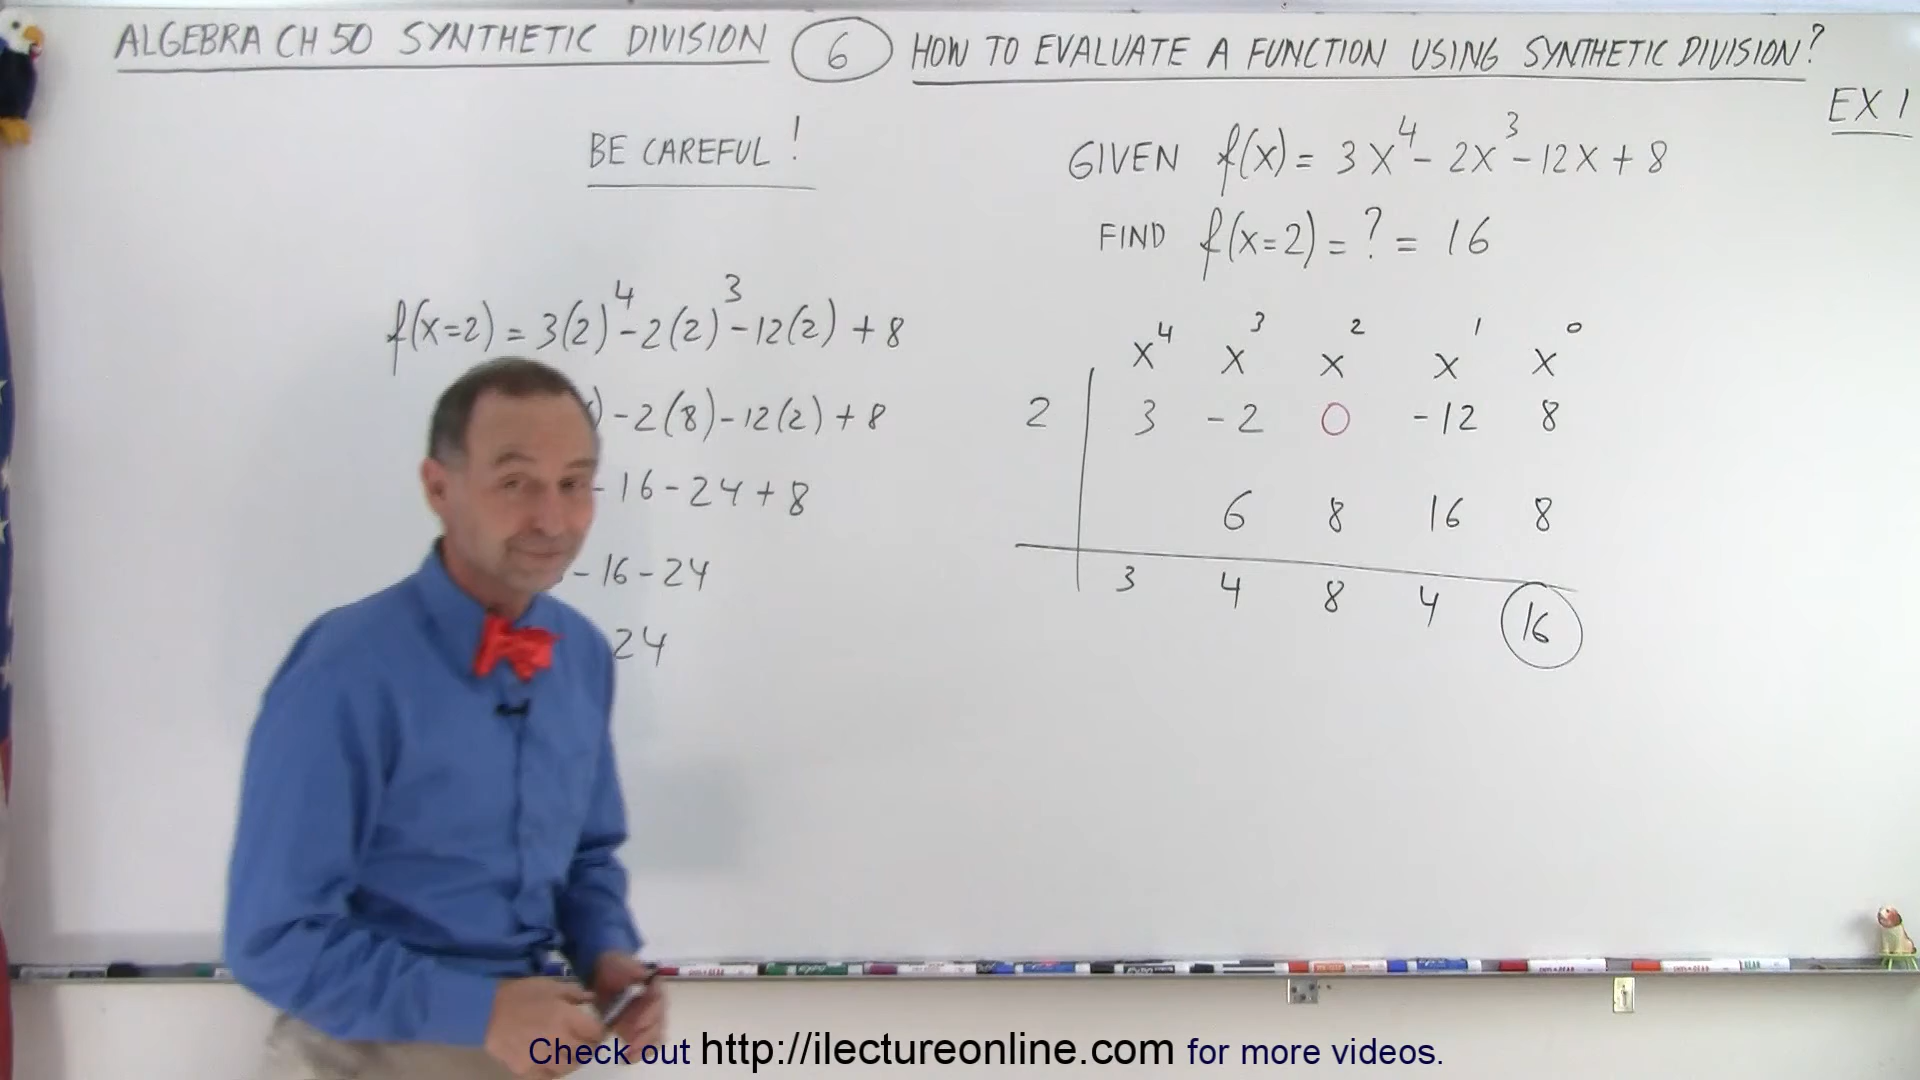 ALGEBRA CH 50 SYNTHETIC DIVISION 6 HOW TO EVALUATE A FUNCTION USING SYNTHETIC DIVISION?
EX 1
BE CAREFUL!
GIVEN f(x) = 3x⁴ - 2x³ - 12x + 8
FIND f(x=2) = ? = 16
f(x=2) = 3(2)⁴ - 2(2)³ - 12(2) + 8
) - 2(8) - 12(2) + 8
- 16 - 24 + 8
- 16 - 24
24
x⁴ x³ x² x¹ x⁰
2 3 -2 0 -12 8
6 8 16 8
3 4 8 4 16
Check out http://ilectureonline.com for more videos.